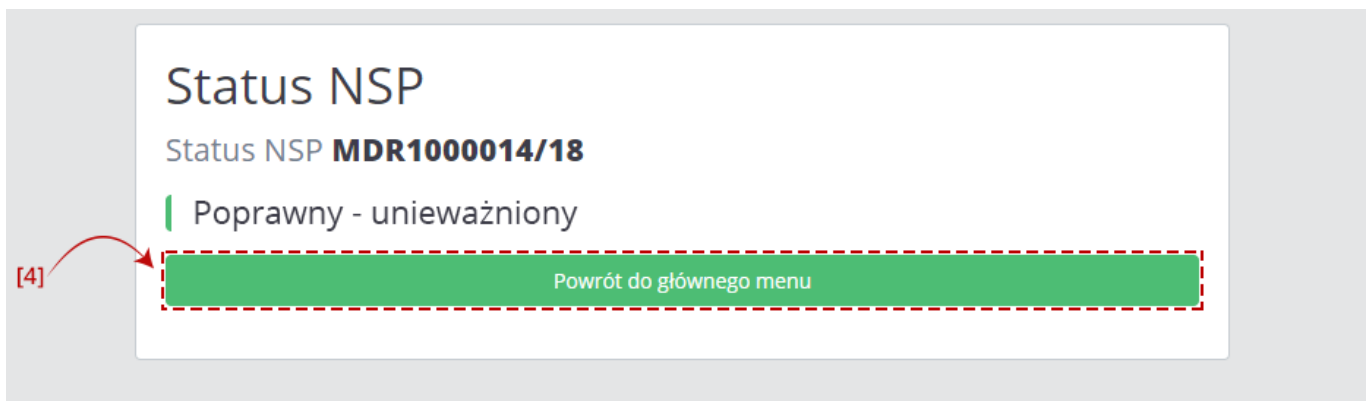 Status NSP
Status NSP MDR1000014/18
Poprawny - unieważniony
[4]
Powrót do głównego menu